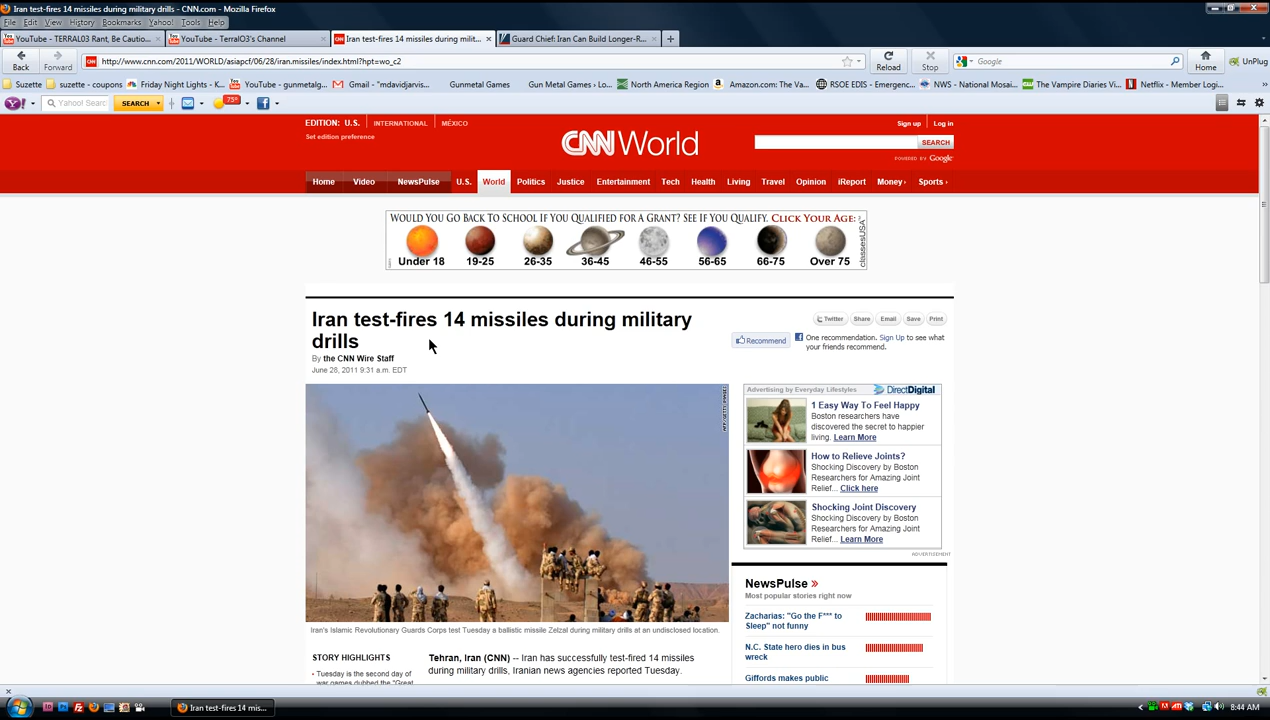 Iran test-fires 14 missiles during military drills - CNN.com - Mozilla Firefox
File Edit View History Bookmarks Yahoo! Tools Help
YouTube - TERRAL03 Rant, Be Cautio...
YouTube - TerralO3's Channel
Iran test-fires 14 missiles during milit...
Guard Chief: Iran Can Build Longer-R...
Back Forward
http://www.cnn.com/2011/WORLD/asiapcf/06/28/iran.missiles/index.html?hpt=wo_c2
Reload Stop
Google
Home
UnPlug
Suzette suzette - coupons Friday Night Lights - K... YouTube - gunmetalg... Gmail - "mdavidjarvis... Gunmetal Games Gun Metal Games › Lo... North America Region Amazon.com: The Va... RSOE EDIS - Emergenc... NWS - National Mosai... The Vampire Diaries Vi... Netflix - Member Logi...
Yahoo! Searc SEARCH
75°
EDITION: U.S. INTERNATIONAL MÉXICO
Set edition preference
CNN World
Sign up Log in
SEARCH
POWERED BY Google
Home Video NewsPulse U.S. World Politics Justice Entertainment Tech Health Living Travel Opinion iReport Money Sports
WOULD YOU GO BACK TO SCHOOL IF YOU QUALIFIED FOR A GRANT? SEE IF YOU QUALIFY. CLICK YOUR AGE:
Under 18 19-25 26-35 36-45 46-55 56-65 66-75 Over 75
classesUSA
Iran test-fires 14 missiles during military
drills
By the CNN Wire Staff
June 28, 2011 9:31 a.m. EDT
Twitter Share Email Save Print
Recommend
One recommendation. Sign Up to see what
your friends recommend.
AFP/GETTY IMAGES
Iran's Islamic Revolutionary Guards Corps test Tuesday a ballistic missile Zelzal during military drills at an undisclosed location.
STORY HIGHLIGHTS
Tuesday is the second day of
war games dubbed the "Great
Tehran, Iran (CNN) -- Iran has successfully test-fired 14 missiles
during military drills, Iranian news agencies reported Tuesday.
Advertising by Everyday Lifestyles DirectDigital
1 Easy Way To Feel Happy
Boston researchers have
discovered the secret to happier
living. Learn More
How to Relieve Joints?
Shocking Discovery by Boston
Researchers for Amazing Joint
Relief... Click here
Shocking Joint Discovery
Shocking Discovery by Boston
Researchers for Amazing Joint
Relief... Learn More
ADVERTISEMENT
NewsPulse »
Most popular stories right now
Zacharias: "Go the F*** to
Sleep" not funny
N.C. State hero dies in bus
wreck
Giffords makes public
Iran test-fires 14 mis...
8:44 AM